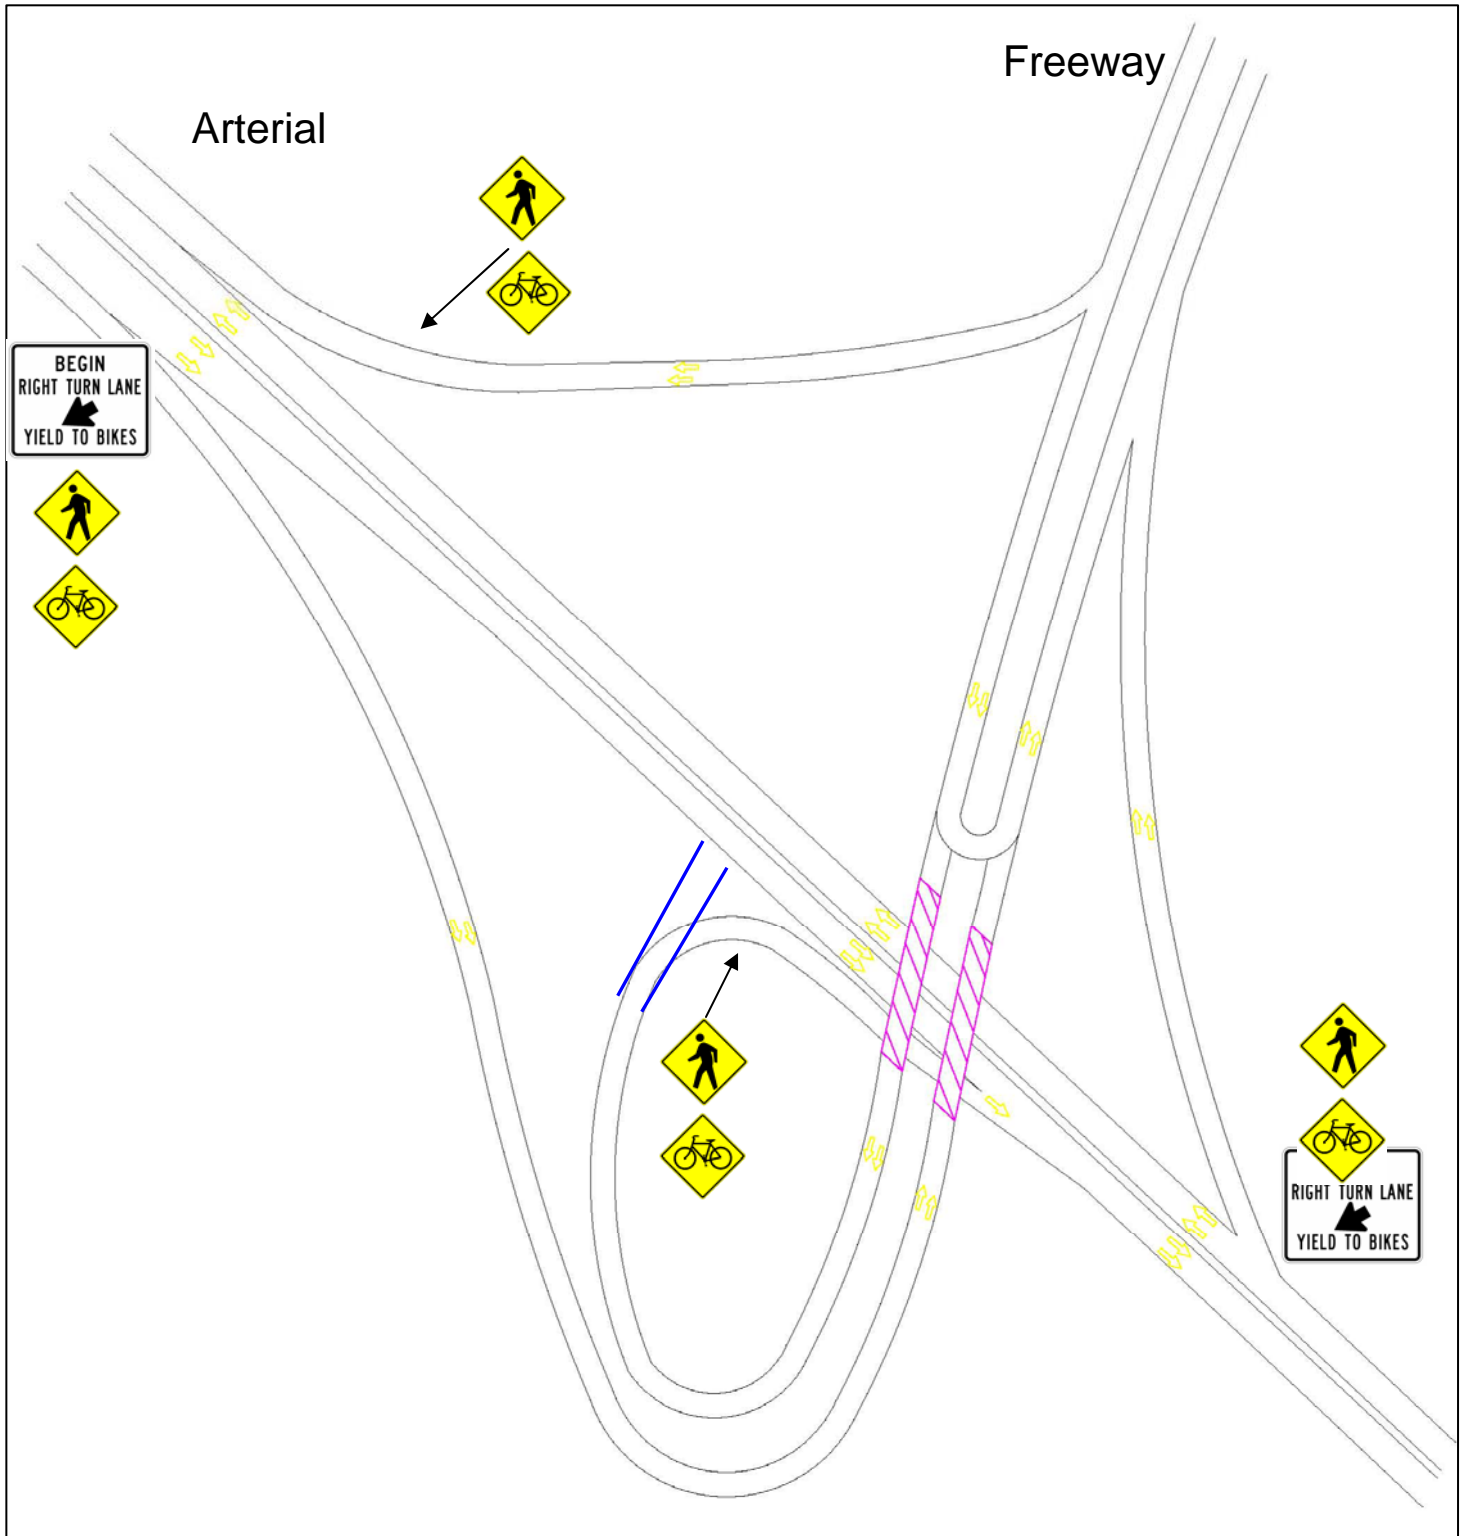 Freeway
Arterial
BEGIN
RIGHT TURN LANE
YIELD TO BIKES
RIGHT TURN LANE
YIELD TO BIKES